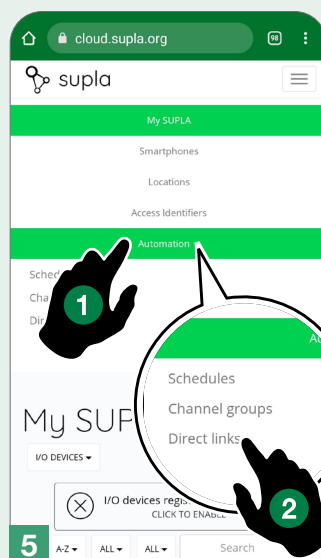 cloud.supla.org
98
supla
My SUPLA
Smartphones
Locations
Access Identifiers
Automation
Sched
Cha
Dir
1
Schedules
Channel groups
Direct links
2
My SUP
I/O DEVICES
I/O devices regis
CLICK TO ENABLE
5
A-Z
ALL
ALL
Search